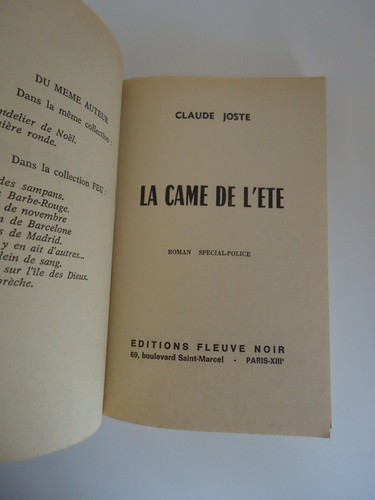 DU MEME AUTEUR
Dans la même collection :
ndelier de Noël.
ière ronde.
Dans la collection FEU :
des sampans.
Barbe-Rouge.
de novembre
n de Barcelone
s de Madrid.
y en ait d'autres...
lein de sang.
sur l'île des Dieux.
rèche.
CLAUDE JOSTE
LA CAME DE L'ETE
ROMAN SPECIAL-POLICE
EDITIONS FLEUVE NOIR
69, boulevard Saint-Marcel - PARIS-XIIIe